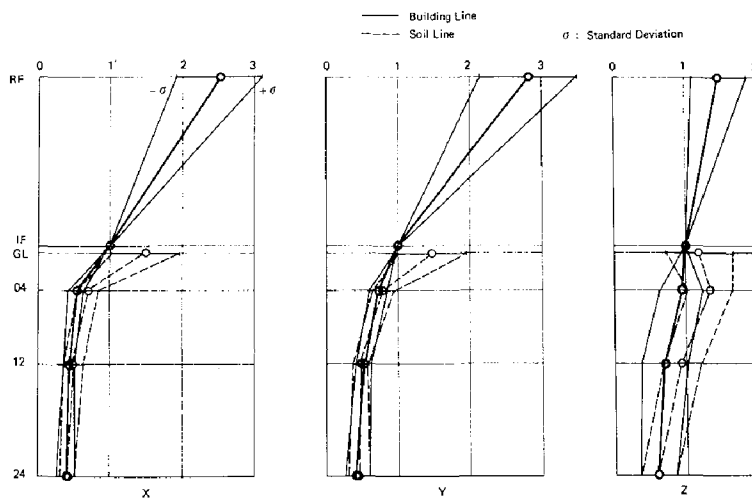 Building Line
Soil Line
σ : Standard Deviation
0 1 2 3
0 1 2 3
0 1
RF
-σ
+σ
1F
GL
04
12
24
X
Y
Z